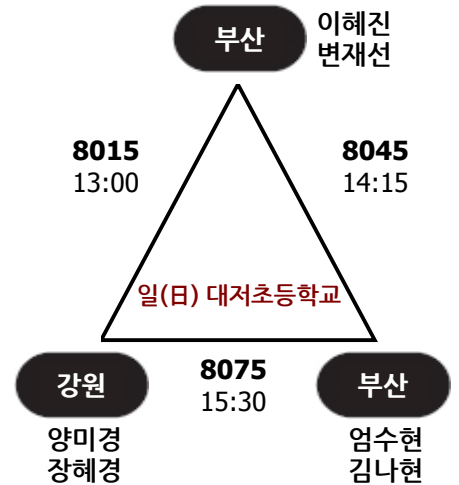 부산
이혜진
변재선
8015
13:00
8045
14:15
일(日) 대저초등학교
강원
8075
15:30
부산
양미경
장혜경
엄수현
김나현